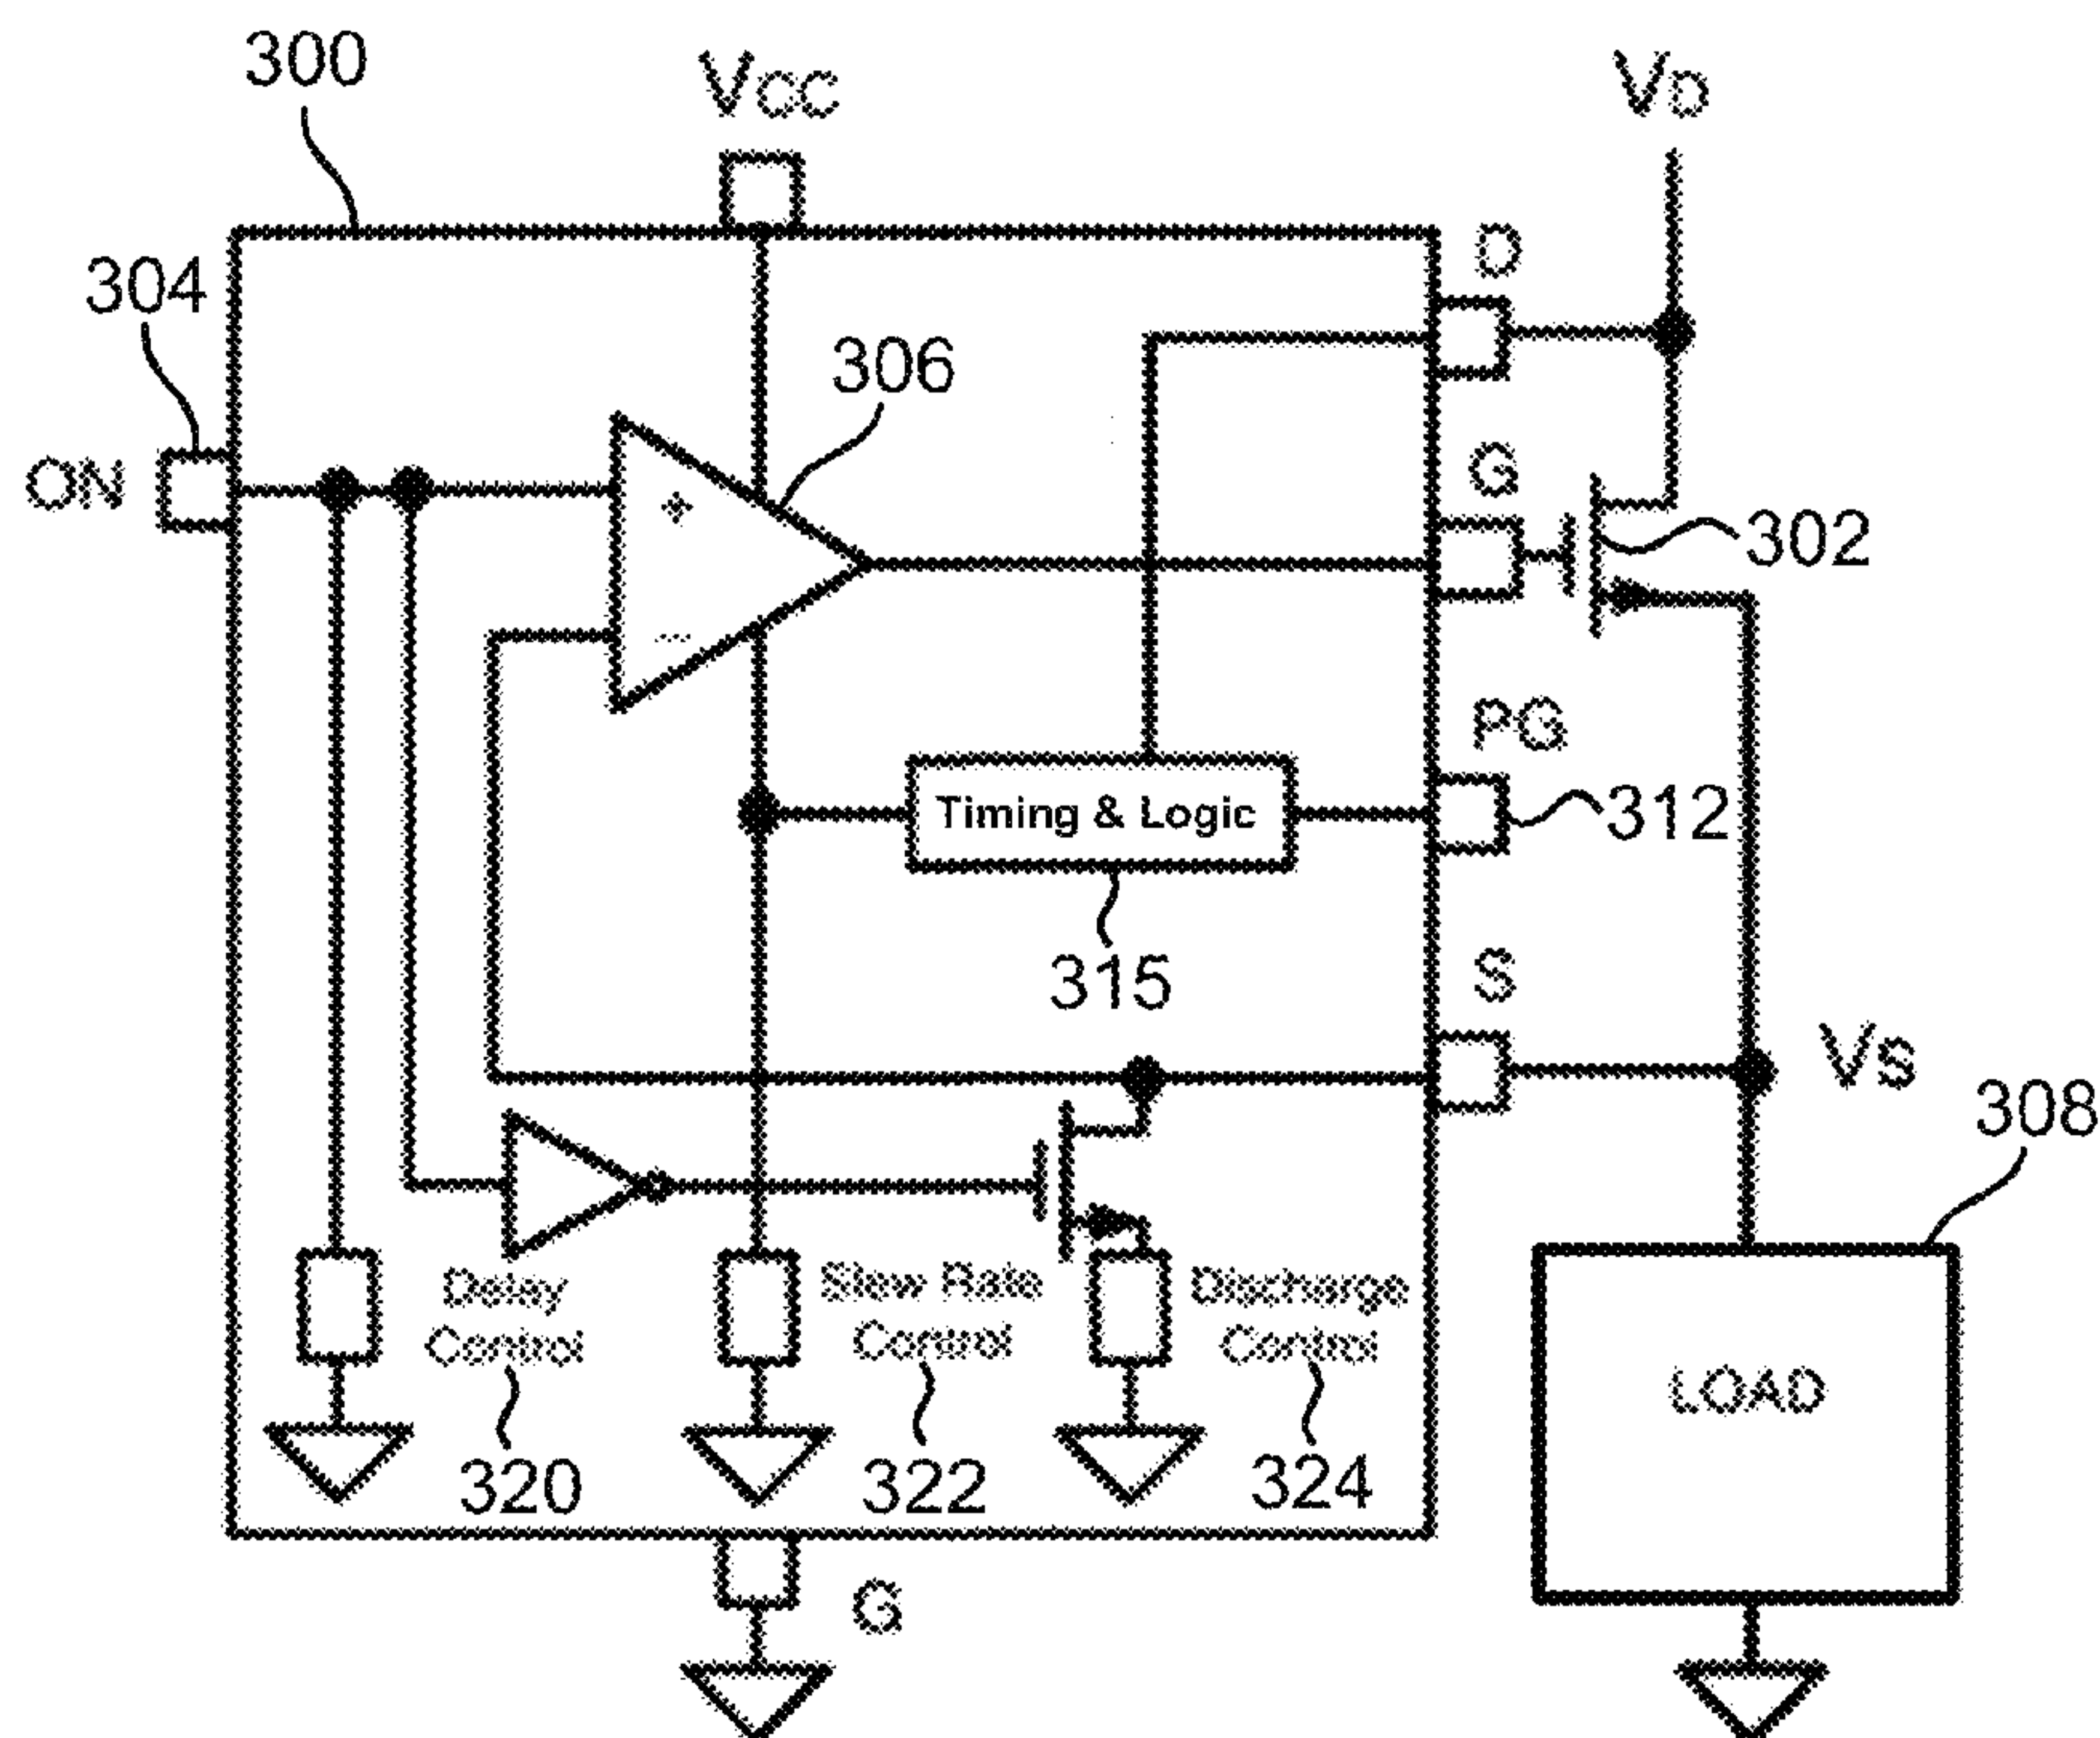 300
VCC
VD
D
304
306
ON
+
G
302
−
PG
Timing & Logic
312
315
S
VS
308
Delay
Control
Slew Rate
Control
Discharge
Control
LOAD
320
322
324
G